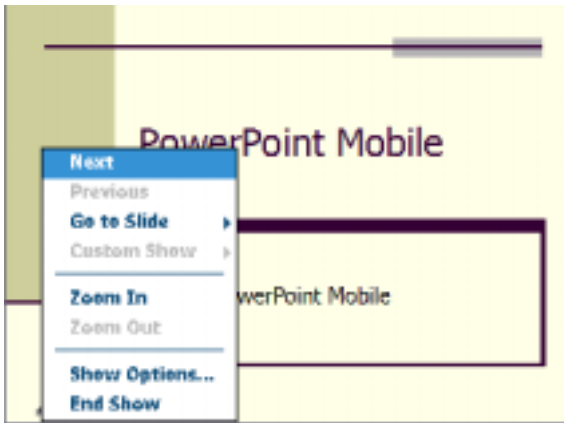 PowerPoint Mobile
Next
Previous
Go to Slide
Custom Show
werPoint Mobile
Zoom In
Zoom Out
Show Options...
End Show